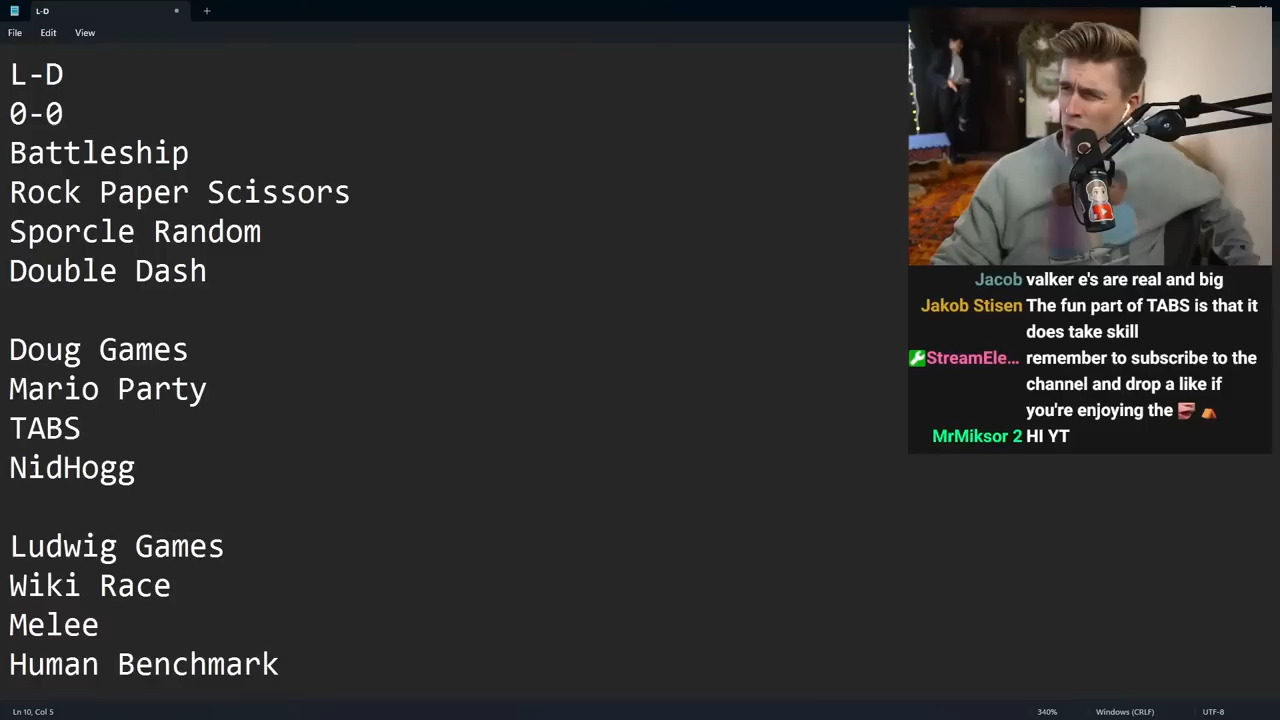 L-D
File
Edit
View
L-D
0-0
Battleship
Rock Paper Scissors
Sporcle Random
Double Dash
Doug Games
Mario Party
TABS
NidHogg
Ludwig Games
Wiki Race
Melee
Human Benchmark
Jacob valker e's are real and big
Jakob Stisen The fun part of TABS is that it
does take skill
StreamEle... remember to subscribe to the
channel and drop a like if
you're enjoying the
MrMiksor 2 HI YT
Ln 10, Col 5
340%
Windows (CRLF)
UTF-8